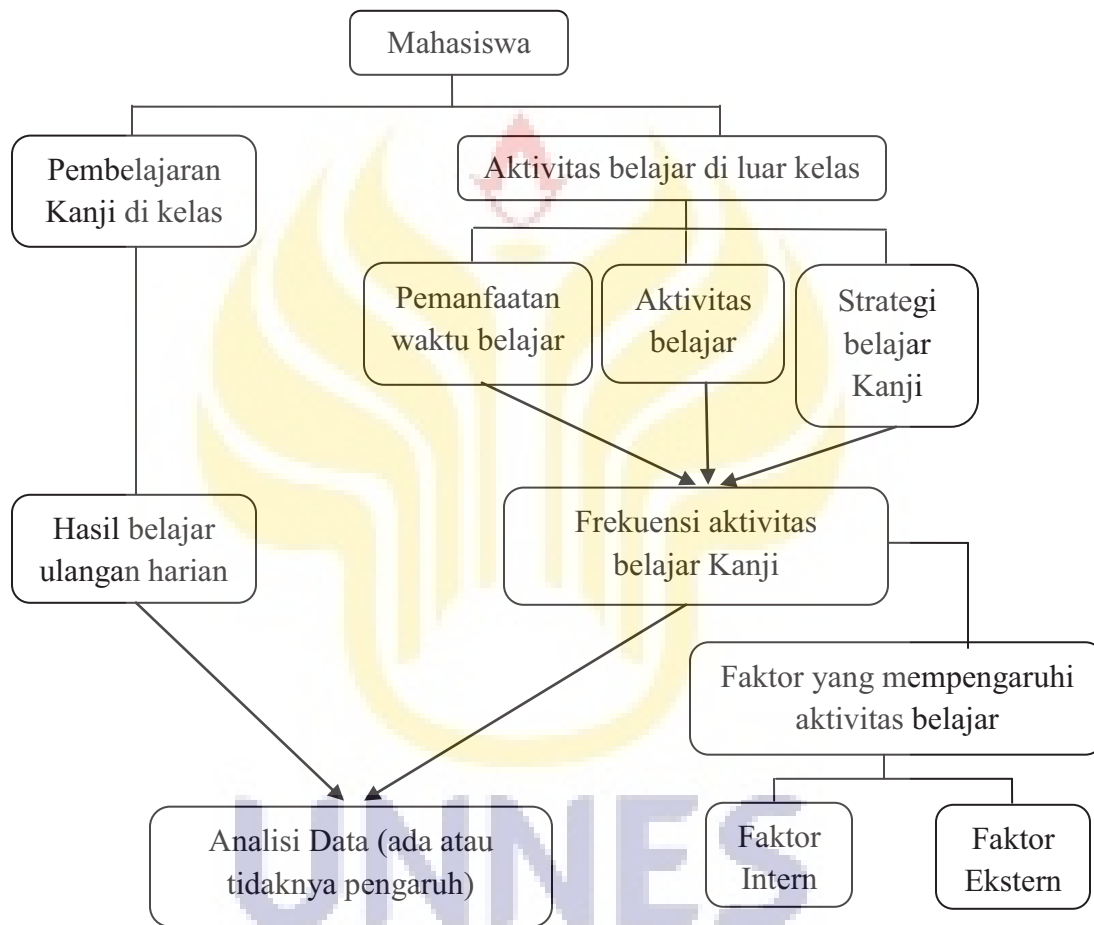 Mahasiswa
Pembelajaran
Kanji di kelas
Aktivitas belajar di luar kelas
Pemanfaatan
waktu belajar
Aktivitas
belajar
Strategi
belajar
Kanji
Hasil belajar
ulangan harian
Frekuensi aktivitas
belajar Kanji
Faktor yang mempengaruhi
aktivitas belajar
Analisi Data (ada atau
tidaknya pengaruh)
Faktor
Intern
Faktor
Ekstern
UNNES